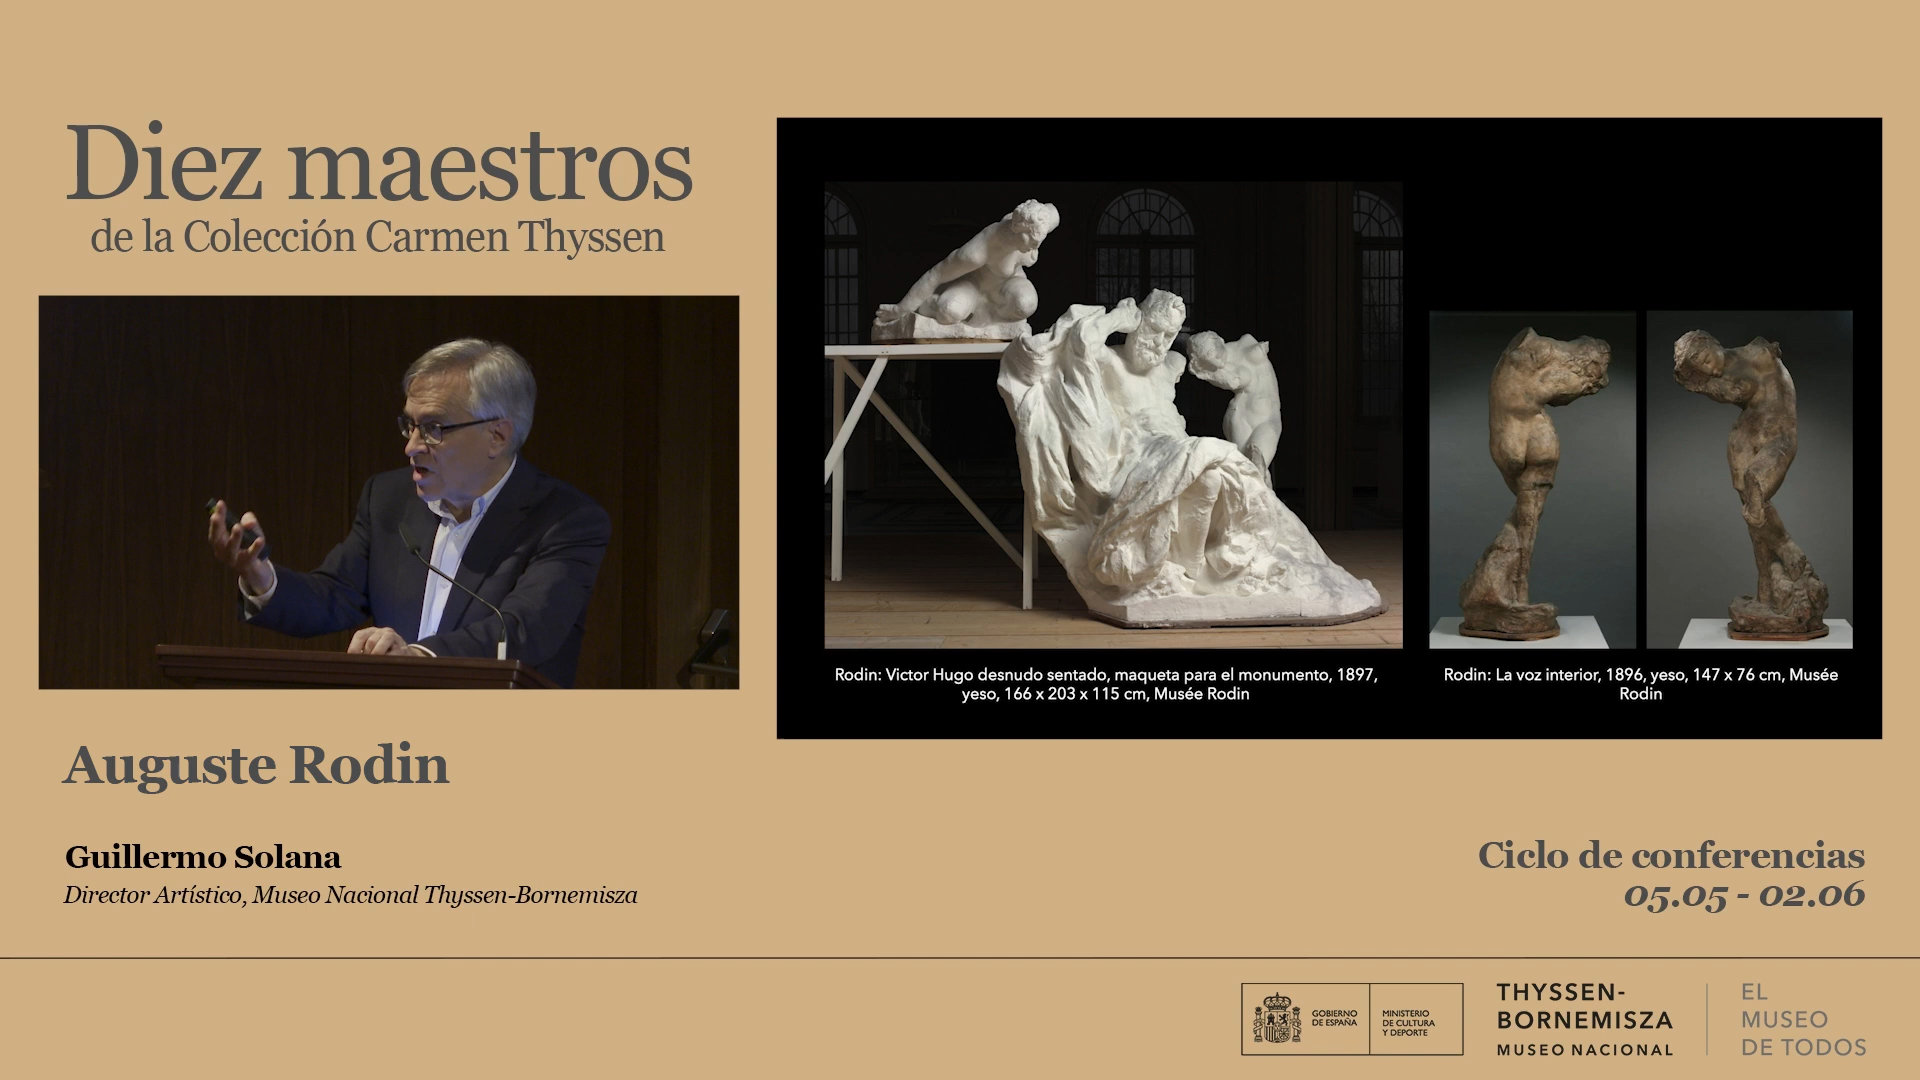 Diez maestros
de la Colección Carmen Thyssen
Rodin: Victor Hugo desnudo sentado, maqueta para el monumento, 1897,
yeso, 166 x 203 x 115 cm, Musée Rodin
Rodin: La voz interior, 1896, yeso, 147 x 76 cm, Musée
Rodin
Auguste Rodin
Guillermo Solana
Director Artístico, Museo Nacional Thyssen-Bornemisza
Ciclo de conferencias
05.05 - 02.06
GOBIERNO
DE ESPAÑA
MINISTERIO
DE CULTURA
Y DEPORTE
THYSSEN-
BORNEMISZA
MUSEO NACIONAL
EL
MUSEO
DE TODOS